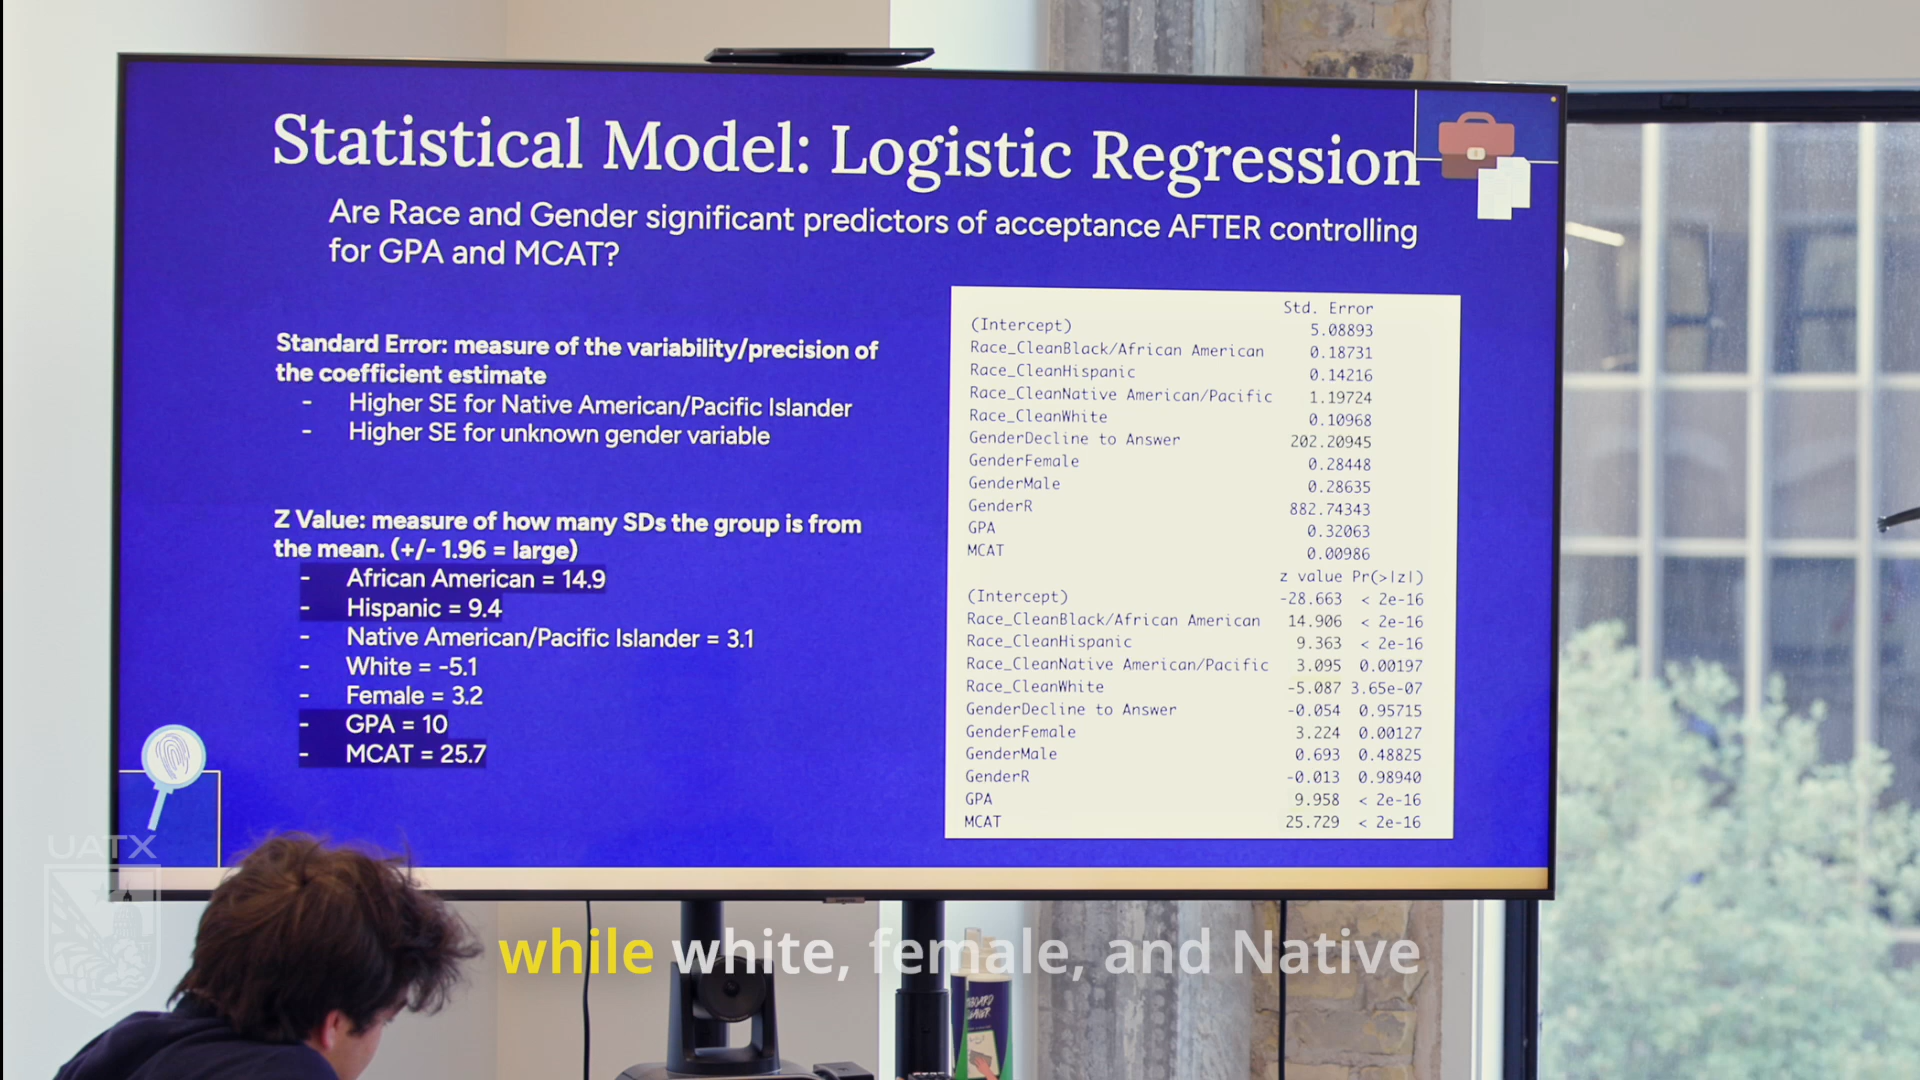 Statistical Model: Logistic Regression
Are Race and Gender significant predictors of acceptance AFTER controlling
for GPA and MCAT?
Standard Error: measure of the variability/precision of
the coefficient estimate
- Higher SE for Native American/Pacific Islander
- Higher SE for unknown gender variable
Z Value: measure of how many SDs the group is from
the mean. (+/- 1.96 = large)
- African American = 14.9
- Hispanic = 9.4
- Native American/Pacific Islander = 3.1
- White = -5.1
- Female = 3.2
- GPA = 10
- MCAT = 25.7
Std. Error
(Intercept) 5.08893
Race_CleanBlack/African American 0.18731
Race_CleanHispanic 0.14216
Race_CleanNative American/Pacific 1.19724
Race_CleanWhite 0.10968
GenderDecline to Answer 202.20945
GenderFemale 0.28448
GenderMale 0.28635
GenderR 882.74343
GPA 0.32063
MCAT 0.00986
z value Pr(>|z|)
(Intercept) -28.663 < 2e-16
Race_CleanBlack/African American 14.906 < 2e-16
Race_CleanHispanic 9.363 < 2e-16
Race_CleanNative American/Pacific 3.095 0.00197
Race_CleanWhite -5.087 3.65e-07
GenderDecline to Answer -0.054 0.95715
GenderFemale 3.224 0.00127
GenderMale 0.693 0.48825
GenderR -0.013 0.98940
GPA 9.958 < 2e-16
MCAT 25.729 < 2e-16
UATX
while white, female, and Native